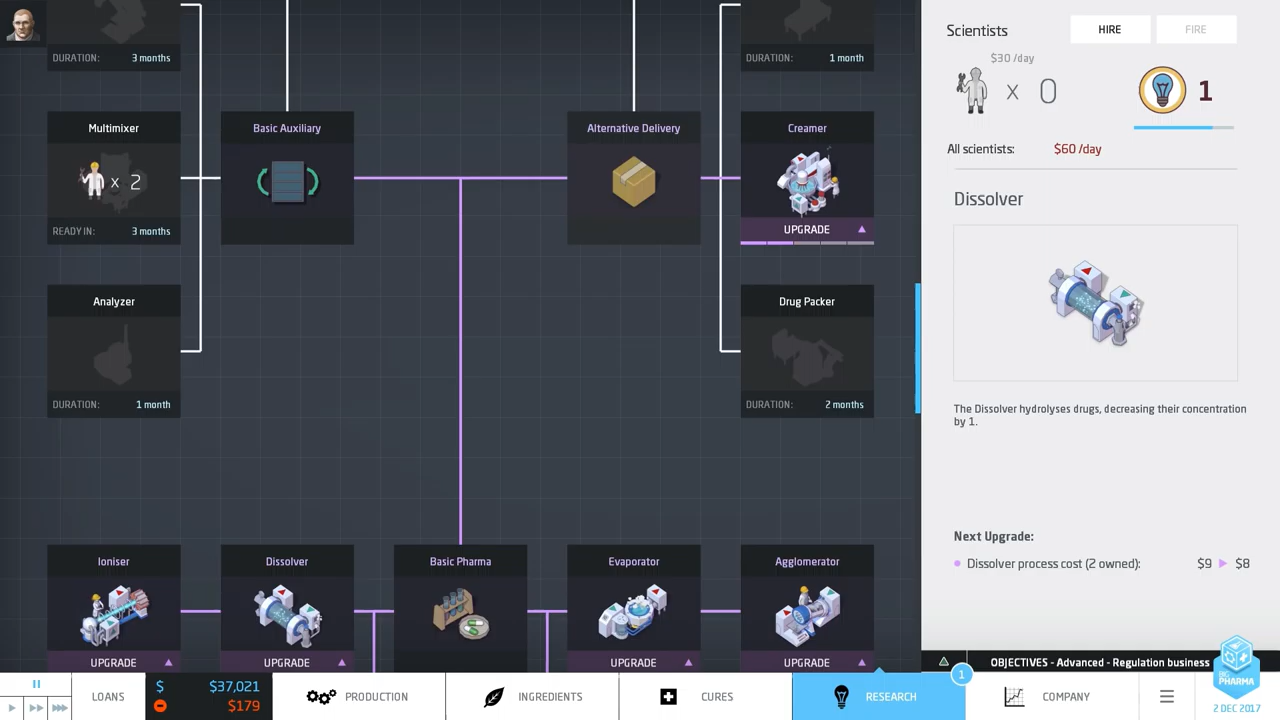 DURATION: 3 months
DURATION: 1 month
Scientists
HIRE
FIRE
$30 /day
x 0
1
All scientists: $60 /day
Multimixer
x 2
READY IN: 3 months
Basic Auxiliary
Alternative Delivery
Creamer
UPGRADE
Dissolver
Analyzer
DURATION: 1 month
Drug Packer
DURATION: 2 months
The Dissolver hydrolyses drugs, decreasing their concentration
by 1.
Next Upgrade:
Dissolver process cost (2 owned): $9 $8
Ioniser
UPGRADE
Dissolver
UPGRADE
Basic Pharma
Evaporator
UPGRADE
Agglomerator
UPGRADE
OBJECTIVES - Advanced - Regulation business
1
BIG PHARMA
LOANS
$ $37,021
$179
PRODUCTION
INGREDIENTS
CURES
RESEARCH
COMPANY
2 DEC 2017